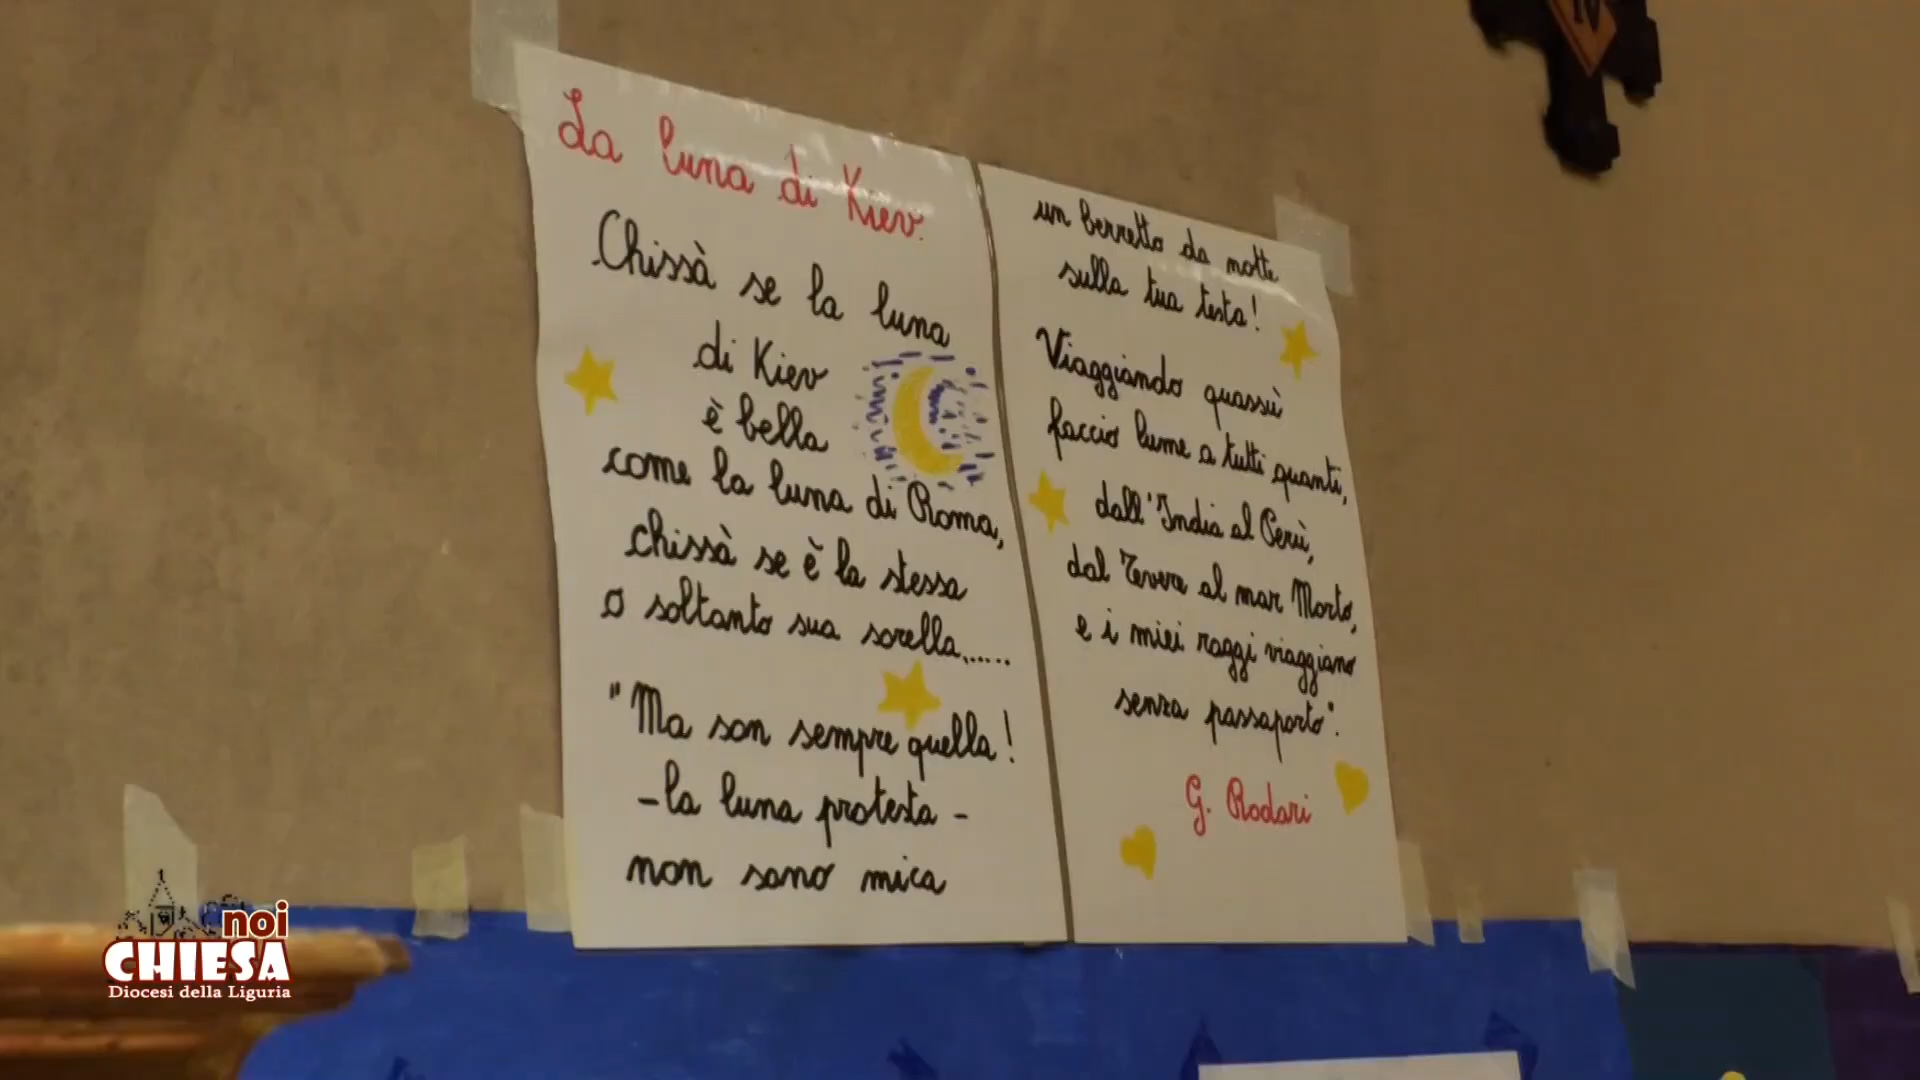 La luna di Kiev.
Chissà se la luna
di Kiev
è bella
come la luna di Roma,
chissà se è la stessa
o soltanto sua sorella......
"Ma son sempre quella!
-la luna protesta-
non sono mica
un berretto da notte
sulla tua testa!
Viaggiando quassù
faccio lume a tutti quanti,
dall'India al Perù,
dal Tevere al mar Morto,
e i miei raggi viaggiano
senza passaporto".
G. Rodari
noi
CHIESA
Diocesi della Liguria